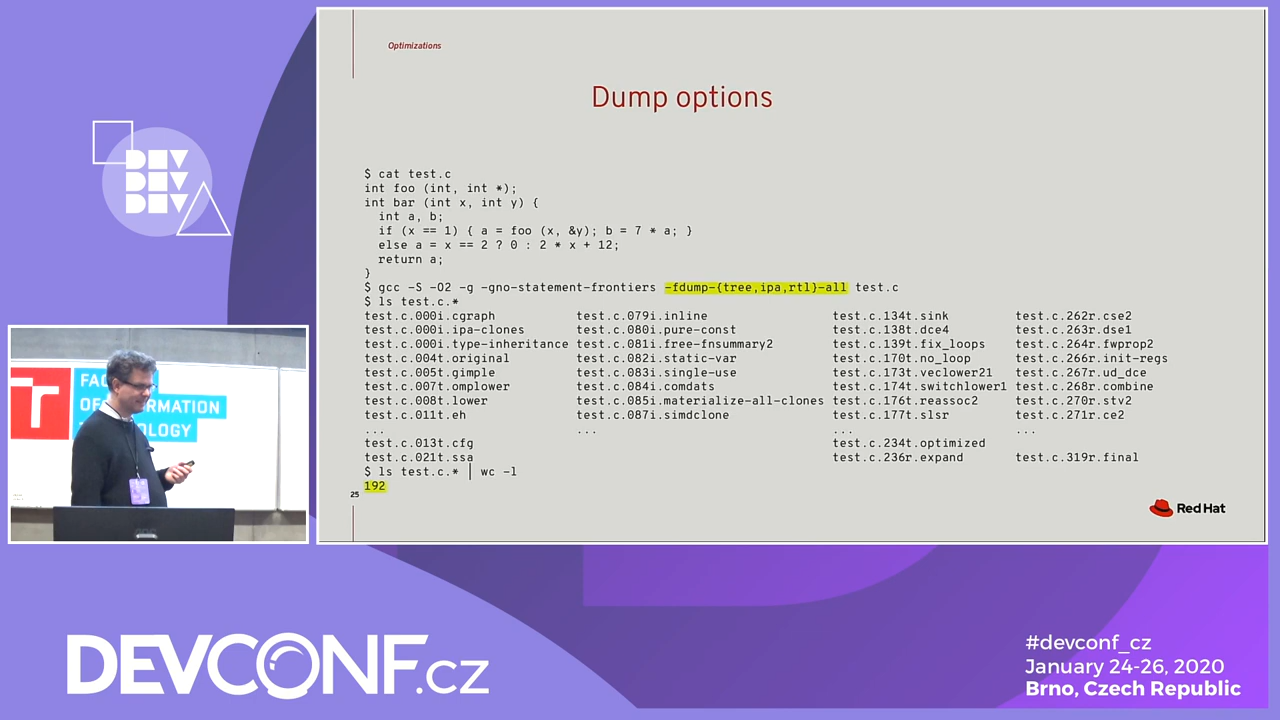 Optimizations
Dump options
$ cat test.c
int foo (int, int *);
int bar (int x, int y) {
int a, b;
if (x == 1) { a = foo (x, &y); b = 7 * a; }
else a = x == 2 ? 0 : 2 * x + 12;
return a;
}
$ gcc -S -O2 -g -gno-statement-frontiers -fdump-{tree,ipa,rtl}-all test.c
$ ls test.c.*
test.c.000i.cgraph test.c.079i.inline test.c.134t.sink test.c.262r.cse2
test.c.000i.ipa-clones test.c.080i.pure-const test.c.138t.dce4 test.c.263r.dse1
test.c.000i.type-inheritance test.c.081i.free-fnsummary2 test.c.139t.fix_loops test.c.264r.fwprop2
test.c.004t.original test.c.082i.static-var test.c.170t.no_loop test.c.266r.init-regs
test.c.005t.gimple test.c.083i.single-use test.c.173t.veclower21 test.c.267r.ud_dce
test.c.007t.omplower test.c.084i.comdats test.c.174t.switchlower1 test.c.268r.combine
test.c.008t.lower test.c.085i.materialize-all-clones test.c.176t.reassoc2 test.c.270r.stv2
test.c.011t.eh test.c.087i.simdclone test.c.177t.slsr test.c.271r.ce2
... ... ... ...
test.c.013t.cfg test.c.234t.optimized
test.c.021t.ssa test.c.236r.expand test.c.319r.final
$ ls test.c.* | wc -l
192
25
Red Hat
DEV
DEV
DEV
DEVCONF.cz
#devconf_cz
January 24-26, 2020
Brno, Czech Republic